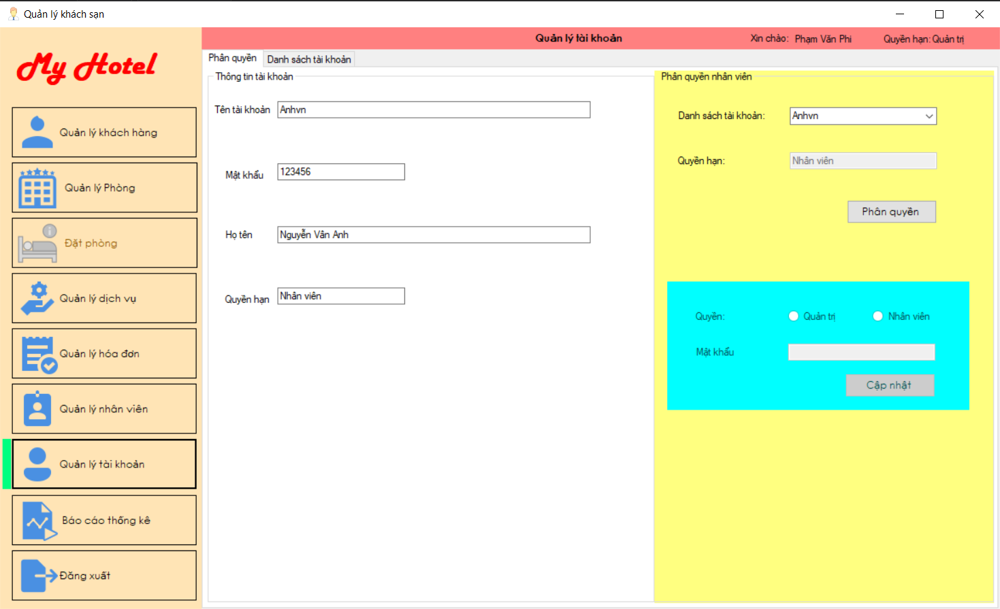 Quản lý khách sạn
My Hotel
Quản lý khách hàng
Quản lý Phòng
Đặt phòng
Quản lý dịch vụ
Quản lý hóa đơn
Quản lý nhân viên
Quản lý tài khoản
Báo cáo thống kê
Đăng xuất
Quản lý tài khoản
Xin chào: Phạm Văn Phi
Quyền hạn: Quản trị
Phân quyền
Danh sách tài khoản
Thông tin tài khoản
Tên tài khoản Anhvn
Mật khẩu 123456
Họ tên Nguyễn Vân Anh
Quyền hạn Nhân viên
Phân quyền nhân viên
Danh sách tài khoản: Anhvn
Quyền hạn: Nhân viên
Phân quyền
Quyền: Quản trị Nhân viên
Mật khẩu
Cập nhật